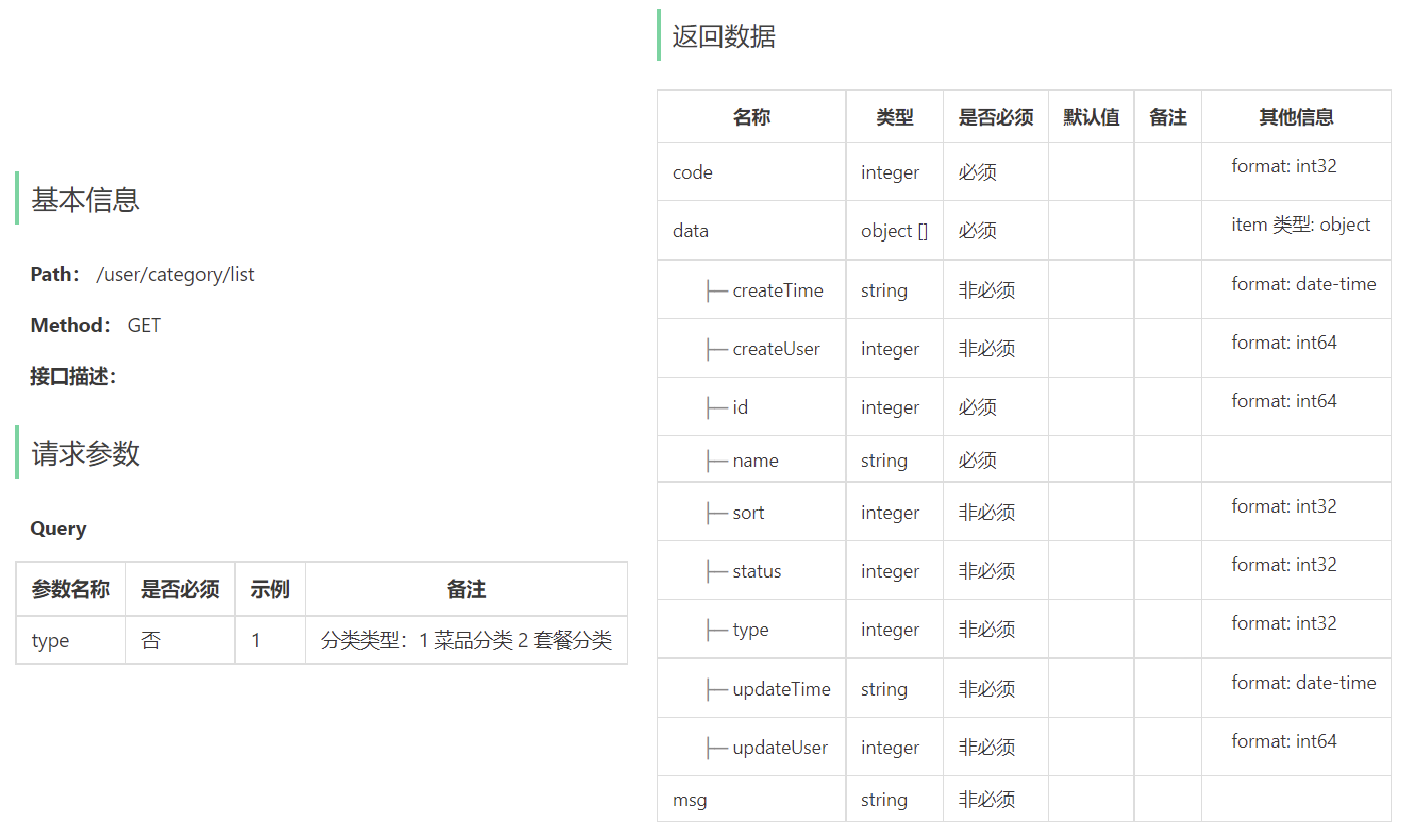 基本信息
Path： /user/category/list
Method： GET
接口描述：
请求参数
Query
参数名称 是否必须 示例 备注
type 否 1 分类类型：1 菜品分类 2 套餐分类
返回数据
名称 类型 是否必须 默认值 备注 其他信息
code integer 必须 format: int32
data object [] 必须 item 类型: object
├─ createTime string 非必须 format: date-time
├─ createUser integer 非必须 format: int64
├─ id integer 必须 format: int64
├─ name string 必须
├─ sort integer 非必须 format: int32
├─ status integer 非必须 format: int32
├─ type integer 非必须 format: int32
├─ updateTime string 非必须 format: date-time
├─ updateUser integer 非必须 format: int64
msg string 非必须